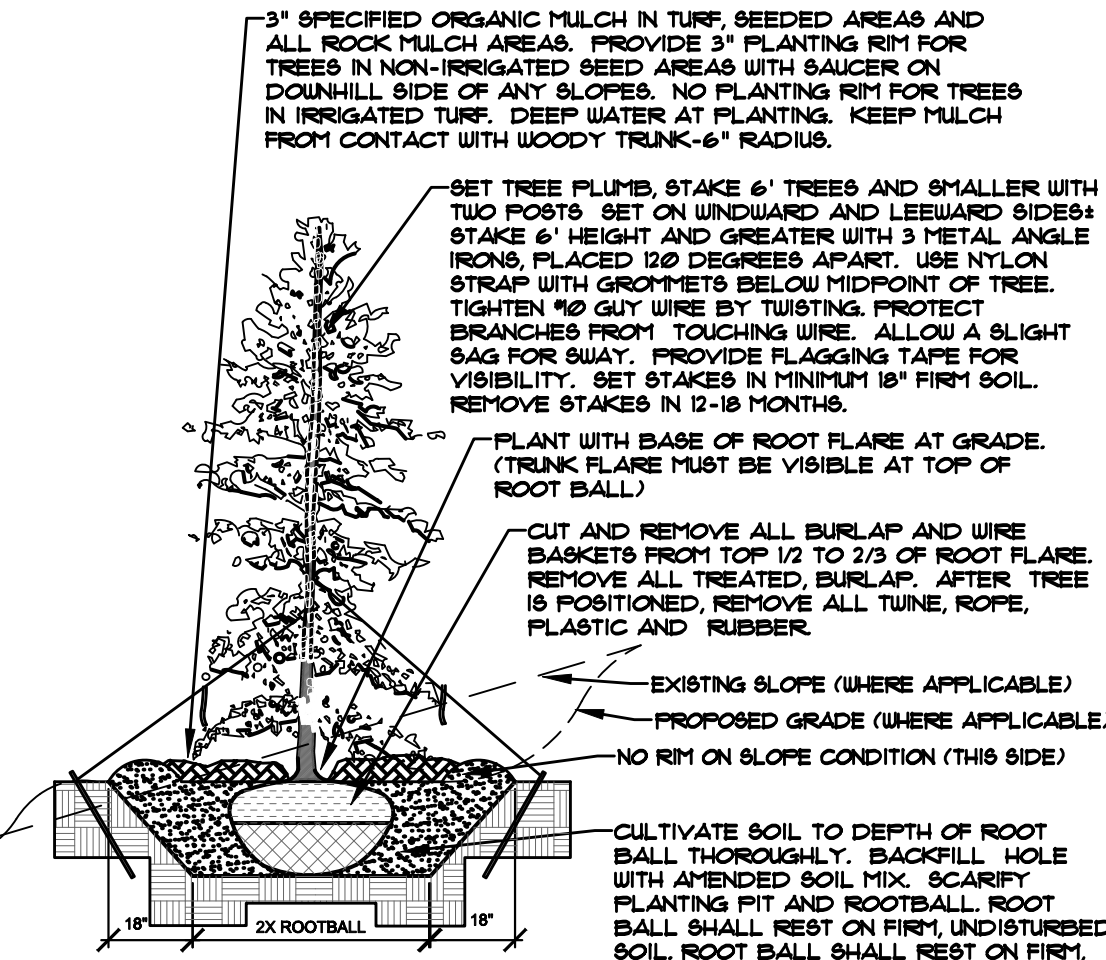 3" SPECIFIED ORGANIC MULCH IN TURF, SEEDED AREAS AND
ALL ROCK MULCH AREAS. PROVIDE 3" PLANTING RIM FOR
TREES IN NON-IRRIGATED SEED AREAS WITH SAUCER ON
DOWNHILL SIDE OF ANY SLOPES. NO PLANTING RIM FOR TREES
IN IRRIGATED TURF. DEEP WATER AT PLANTING. KEEP MULCH
FROM CONTACT WITH WOODY TRUNK-6" RADIUS.
SET TREE PLUMB, STAKE 6' TREES AND SMALLER WITH
TWO POSTS SET ON WINDWARD AND LEEWARD SIDES±
STAKE 6' HEIGHT AND GREATER WITH 3 METAL ANGLE
IRONS, PLACED 120 DEGREES APART. USE NYLON
STRAP WITH GROMMETS BELOW MIDPOINT OF TREE.
TIGHTEN #10 GUY WIRE BY TWISTING. PROTECT
BRANCHES FROM TOUCHING WIRE. ALLOW A SLIGHT
SAG FOR SWAY. PROVIDE FLAGGING TAPE FOR
VISIBILITY. SET STAKES IN MINIMUM 18" FIRM SOIL.
REMOVE STAKES IN 12-18 MONTHS.
PLANT WITH BASE OF ROOT FLARE AT GRADE.
(TRUNK FLARE MUST BE VISIBLE AT TOP OF
ROOT BALL)
CUT AND REMOVE ALL BURLAP AND WIRE
BASKETS FROM TOP 1/2 TO 2/3 OF ROOT FLARE.
REMOVE ALL TREATED, BURLAP. AFTER TREE
IS POSITIONED, REMOVE ALL TWINE, ROPE,
PLASTIC AND RUBBER
EXISTING SLOPE (WHERE APPLICABLE)
PROPOSED GRADE (WHERE APPLICABLE)
NO RIM ON SLOPE CONDITION (THIS SIDE)
CULTIVATE SOIL TO DEPTH OF ROOT
BALL THOROUGHLY. BACKFILL HOLE
WITH AMENDED SOIL MIX. SCARIFY
PLANTING PIT AND ROOTBALL. ROOT
BALL SHALL REST ON FIRM, UNDISTURBED
SOIL. ROOT BALL SHALL REST ON FIRM,
18" 2X ROOTBALL 18"